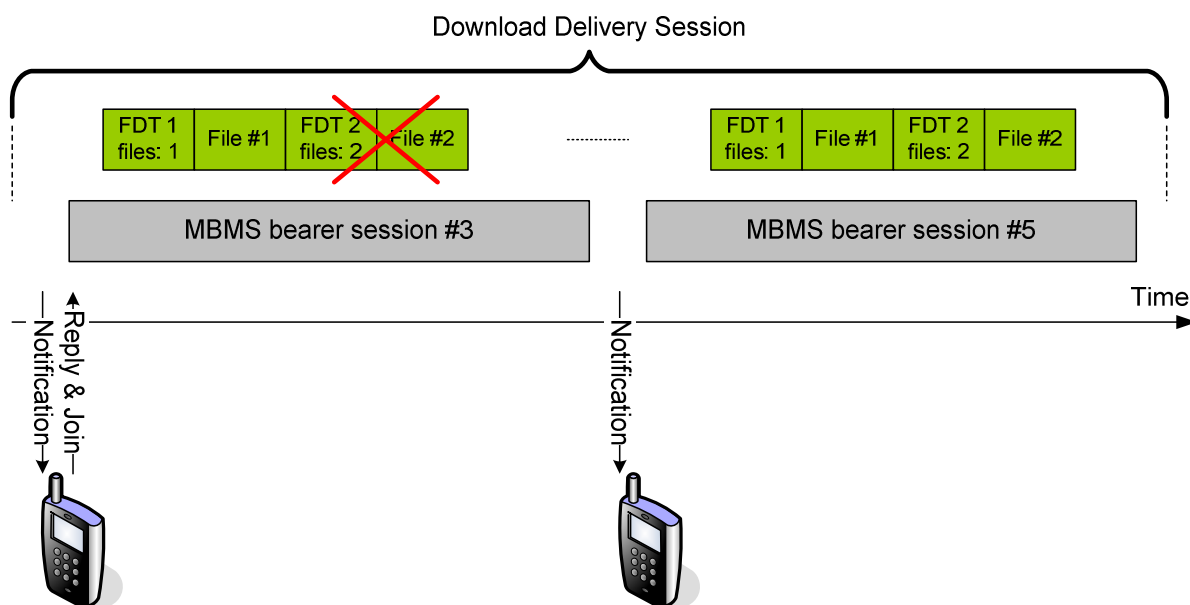 Download Delivery Session
FDT 1
files: 1
File #1
FDT 2
files: 2
File #2
FDT 1
files: 1
File #1
FDT 2
files: 2
File #2
MBMS bearer session #3
MBMS bearer session #5
Time
Notification
Reply & Join
Notification